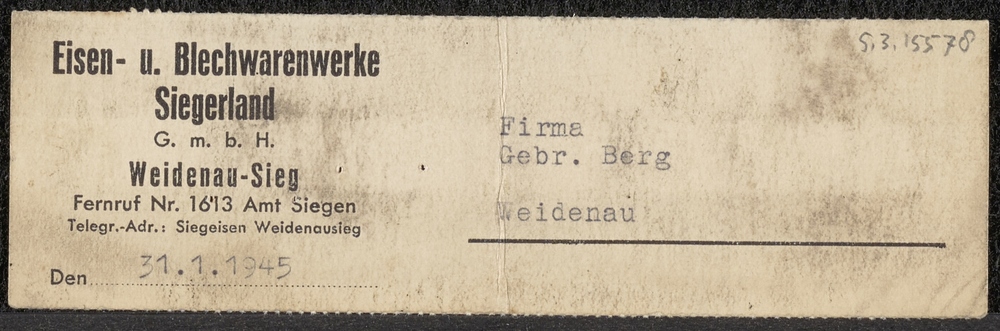 Eisen- u. Blechwarenwerke
Siegerland
G. m. b. H.
Weidenau-Sieg
Fernruf Nr. 1613 Amt Siegen
Telegr.-Adr.: Siegeisen Weidenausieg
Den 31.1.1945
Firma
Gebr. Berg
Weidenau
S.3.15578